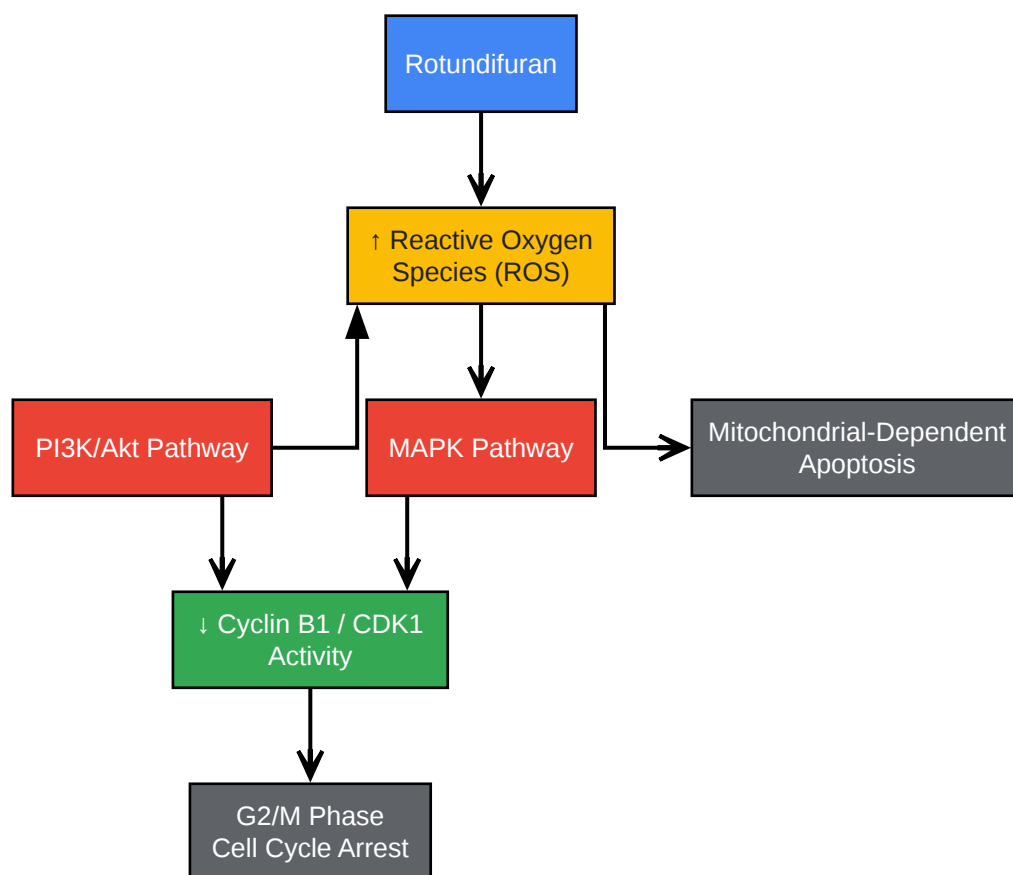 Rotundifuran
↑ Reactive Oxygen
Species (ROS)
PI3K/Akt Pathway
MAPK Pathway
Mitochondrial-Dependent
Apoptosis
↓ Cyclin B1 / CDK1
Activity
G2/M Phase
Cell Cycle Arrest